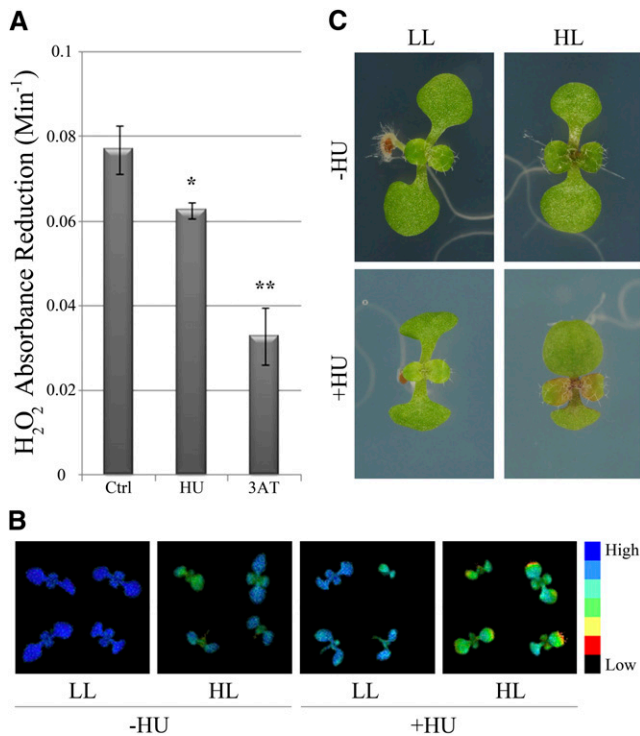 A
H₂O₂ Absorbance Reduction (Min⁻¹)
0.1
0.08
0.06
0.04
0.02
0
*
**
Ctrl HU 3AT
C
LL HL
-HU
+HU
B
High
Low
LL HL LL HL
-HU +HU